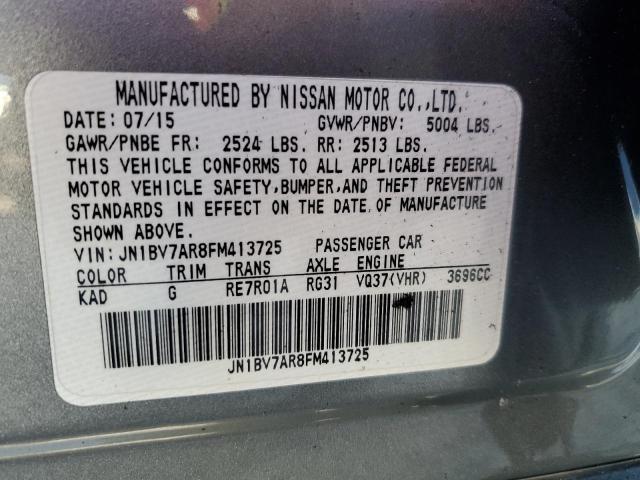 MANUFACTURED BY NISSAN MOTOR CO.,LTD.
DATE: 07/15 GVWR/PNBV: 5004 LBS.
GAWR/PNBE FR: 2524 LBS. RR: 2513 LBS.
THIS VEHICLE CONFORMS TO ALL APPLICABLE FEDERAL
MOTOR VEHICLE SAFETY,BUMPER,AND THEFT PREVENTION
STANDARDS IN EFFECT ON THE DATE OF MANUFACTURE
SHOWN ABOVE.
VIN: JN1BV7AR8FM413725 PASSENGER CAR
COLOR TRIM TRANS AXLE ENGINE
KAD G RE7R01A RG31 VQ37(VHR) 3696CC
JN1BV7AR8FM413725